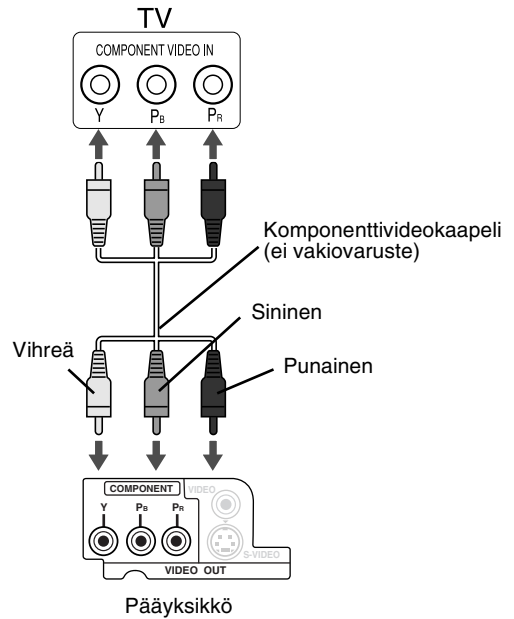 TV
COMPONENT VIDEO IN
Y PB PR
Komponenttivideokaapeli
(ei vakiovaruste)
Sininen
Vihreä
Punainen
COMPONENT VIDEO
Y PB PR
S-VIDEO
VIDEO OUT
Pääyksikkö